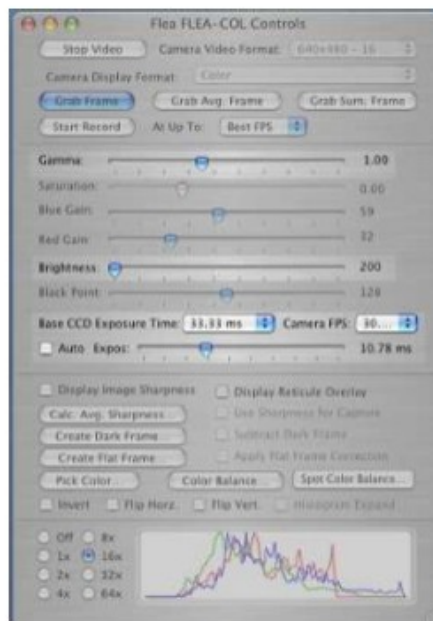 Flea FLEA-COL Controls
Stop Video Camera Video Format: 640x480 - 16
Camera Display Format: Color
Grab Frame Grab Avg. Frame Grab Sum. Frame
Start Record At Up To: Best FPS
Gamma: 1.00
Saturation: 0.00
Blue Gain: 59
Red Gain: 32
Brightness: 200
Black Point: 128
Base CCD Exposure Time: 33.33 ms Camera FPS: 30....
Auto Expos: 10.78 ms
Display Image Sharpness Display Reticule Overlay
Calc. Avg. Sharpness... Use Sharpness for Capture
Create Dark Frame... Subtract Dark Frame
Create Flat Frame... Apply Flat Frame Correction
Pick Color... Color Balance... Spot Color Balance...
Invert Flip Horz. Flip Vert. Histogram Expand
Off 8x
1x 16x
2x 32x
4x 64x